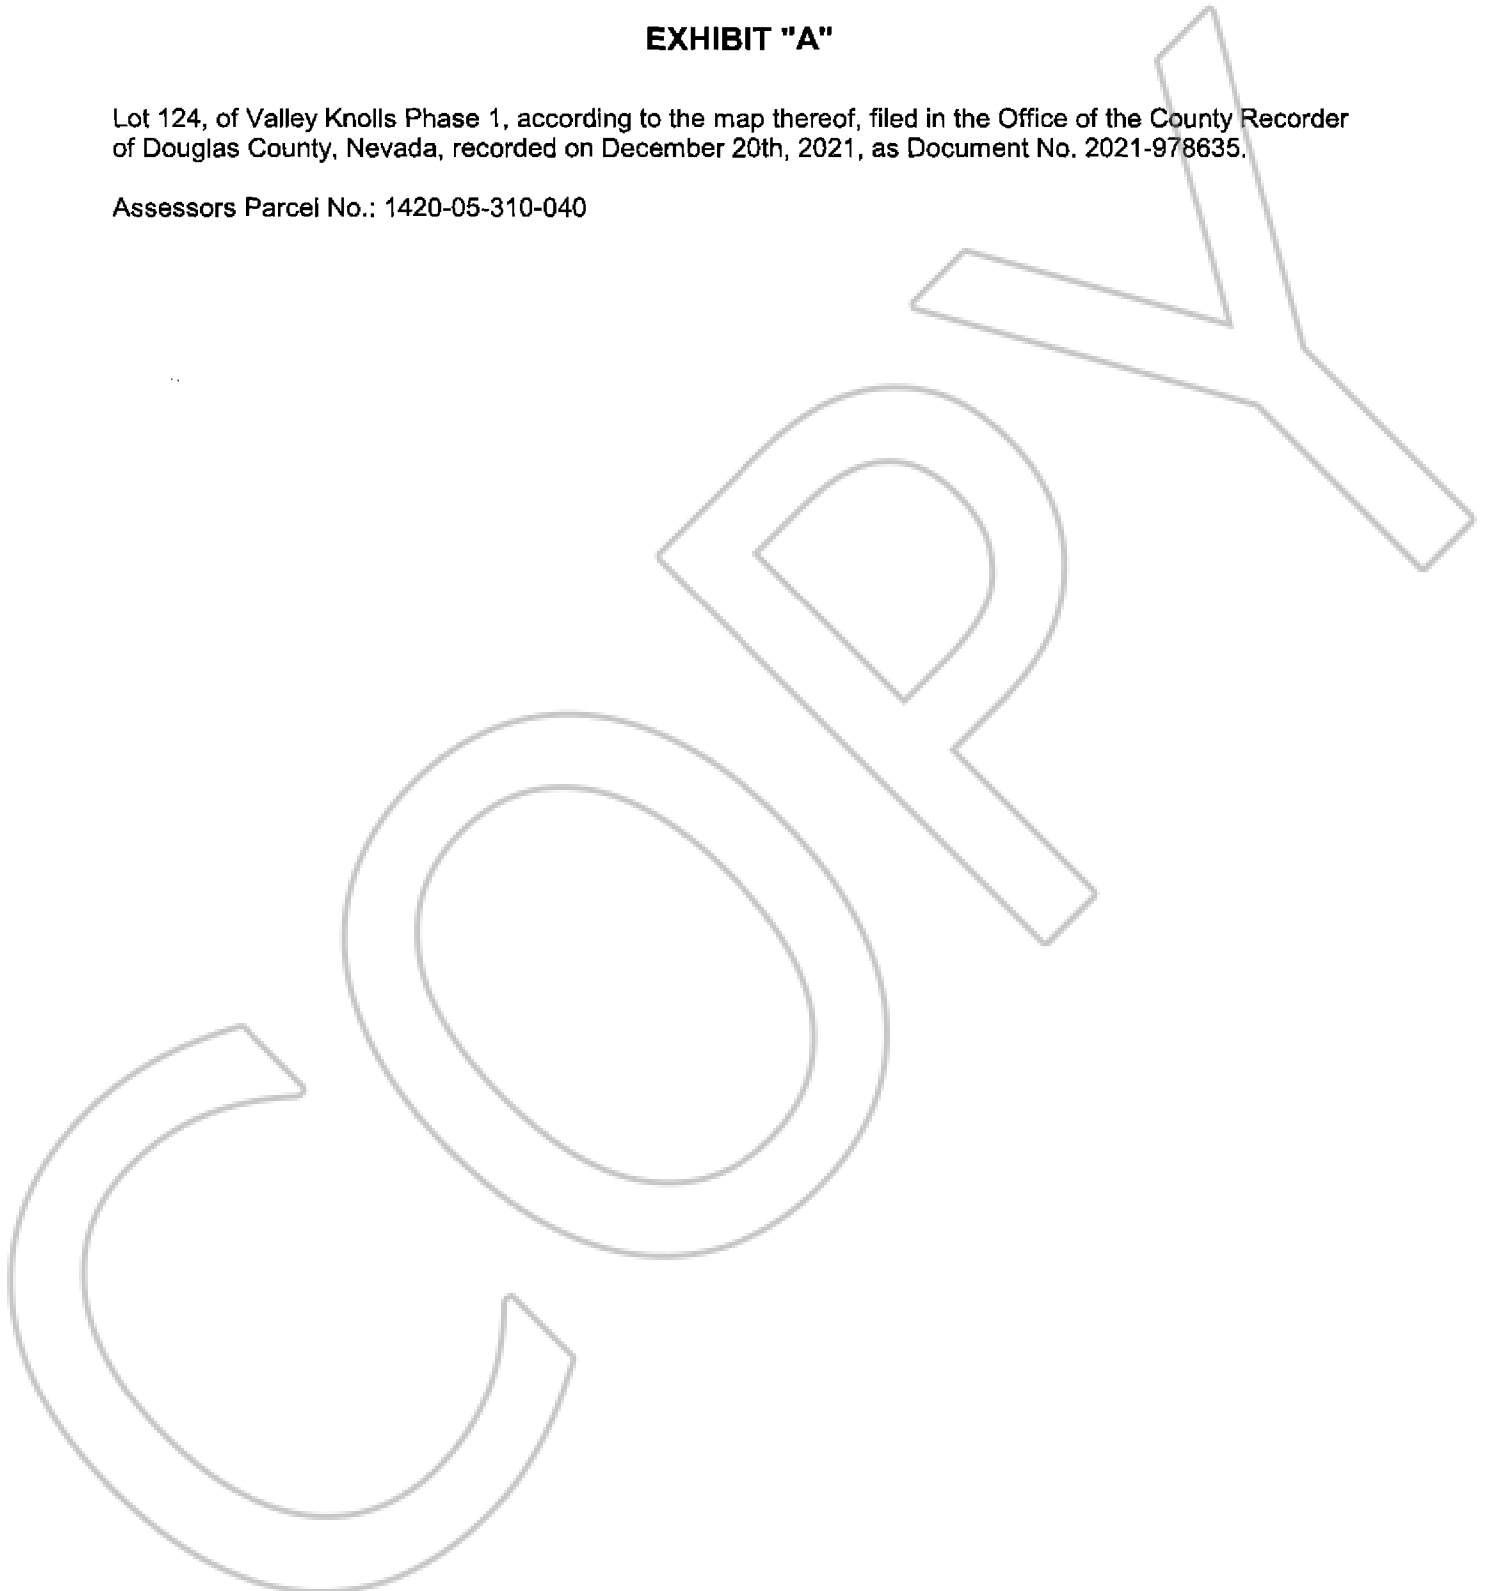 EXHIBIT "A"
Lot 124, of Valley Knolls Phase 1, according to the map thereof, filed in the Office of the County Recorder
of Douglas County, Nevada, recorded on December 20th, 2021, as Document No. 2021-978635.
Assessors Parcel No.: 1420-05-310-040
COPY